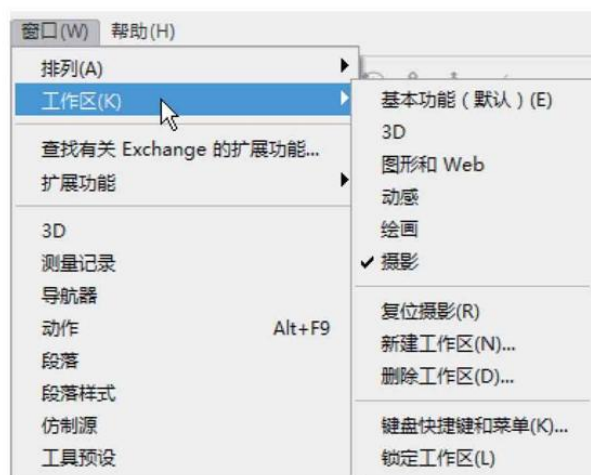 窗口(W) 帮助(H)
排列(A)
工作区(K)
查找有关 Exchange 的扩展功能...
扩展功能
3D
测量记录
导航器
动作 Alt+F9
段落
段落样式
仿制源
工具预设
基本功能（默认）(E)
3D
图形和 Web
动感
绘画
摄影
复位摄影(R)
新建工作区(N)...
删除工作区(D)...
键盘快捷键和菜单(K)...
锁定工作区(L)